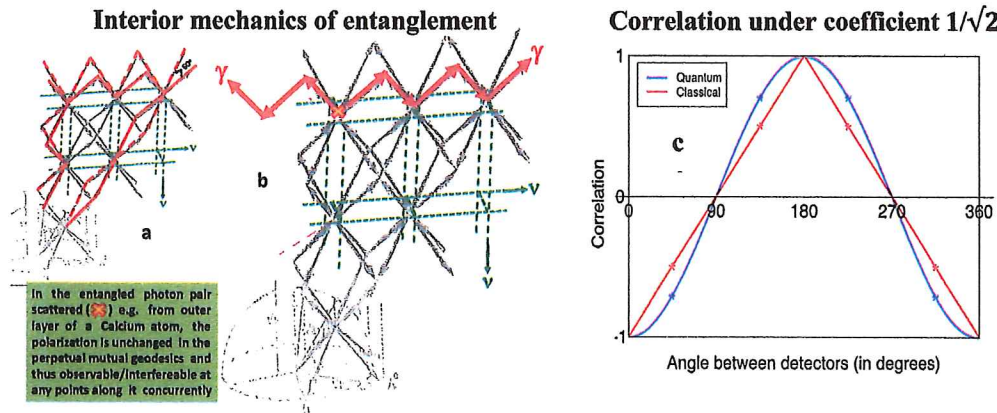 Interior mechanics of entanglement
Correlation under coefficient 1/√2
γ
γ
b
a
ν
ν
ν
ν
In the entangled photon pair
scattered ( ) e.g. from outer
layer of a Calcium atom, the
polarization is unchanged in the
perpetual mutual geodesics and
thus observable/interfereable at
any points along it concurrently
1
Quantum
Classical
c
Correlation
0
0 90 180 270 360
-1
Angle between detectors (in degrees)